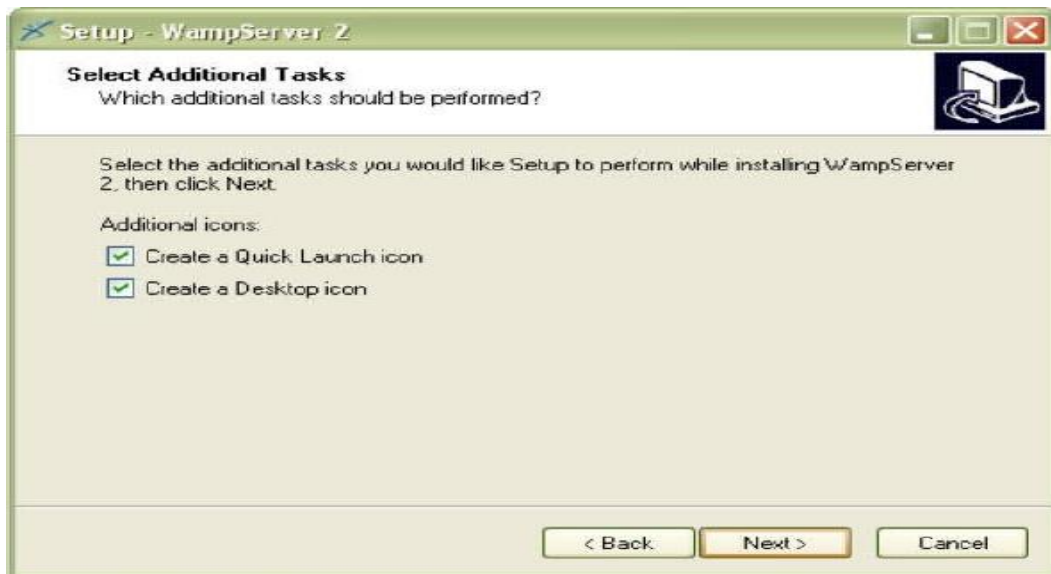 Setup - WampServer 2
Select Additional Tasks
Which additional tasks should be performed?
Select the additional tasks you would like Setup to perform while installing WampServer
2, then click Next.
Additional icons:
Create a Quick Launch icon
Create a Desktop icon
< Back
Next >
Cancel